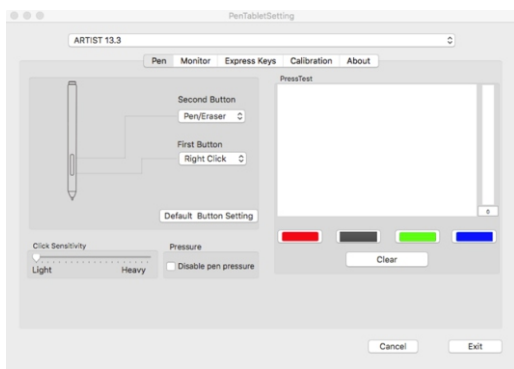 PenTabletSetting
ARTIST 13.3
Pen Monitor Express Keys Calibration About
PressTest
Second Button
Pen/Eraser
First Button
Right Click
Default Button Setting
0
Click Sensitivity
Light Heavy
Pressure
Disable pen pressure
Clear
Cancel Exit